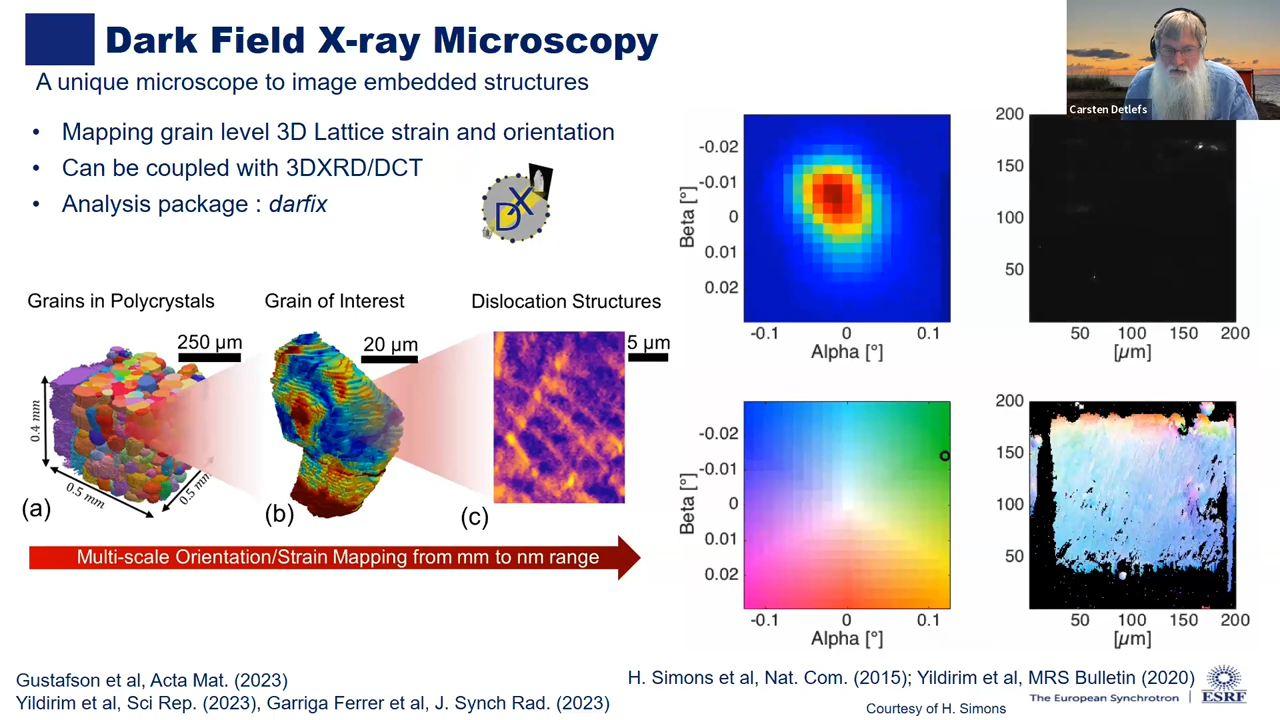 Dark Field X-ray Microscopy
A unique microscope to image embedded structures
• Mapping grain level 3D Lattice strain and orientation
• Can be coupled with 3DXRD/DCT
• Analysis package : darfix
DX
Carsten Detlefs
Grains in Polycrystals
Grain of Interest
Dislocation Structures
250 µm
20 µm
5 µm
0.4 mm
0.5 mm
0.5 mm
(a)
(b)
(c)
Multi-scale Orientation/Strain Mapping from mm to nm range
Beta [°]
-0.02
-0.01
0
0.01
0.02
-0.1
0
0.1
Alpha [°]
200
150
100
50
50
100
150
200
[µm]
Beta [°]
-0.02
-0.01
0
0.01
0.02
-0.1
0
0.1
Alpha [°]
200
150
100
50
50
100
150
200
[µm]
Gustafson et al, Acta Mat. (2023)
Yildirim et al, Sci Rep. (2023), Garriga Ferrer et al, J. Synch Rad. (2023)
H. Simons et al, Nat. Com. (2015); Yildirim et al, MRS Bulletin (2020)
Courtesy of H. Simons
The European Synchrotron
ESRF